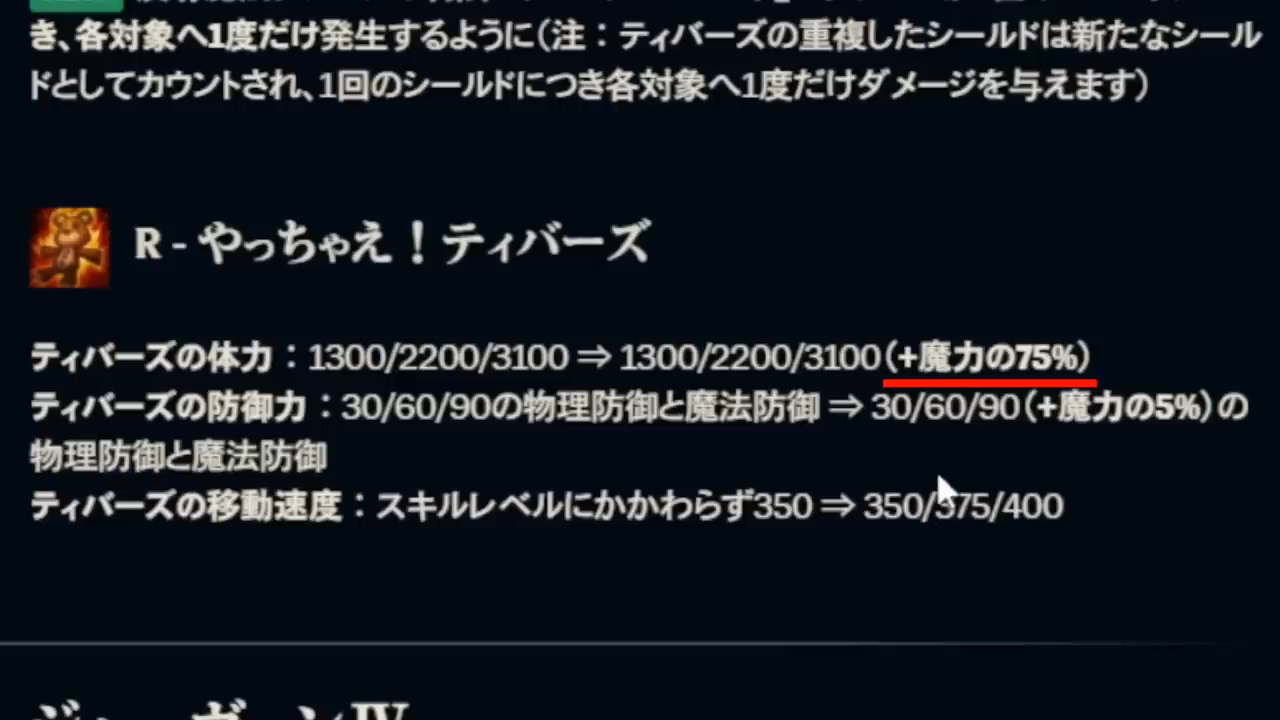 き、各対象へ1度だけ発生するように（注：ティバーズの重複したシールドは新たなシール
ドとしてカウントされ、1回のシールドにつき各対象へ1度だけダメージを与えます）
R - やっちゃえ！ティバーズ
ティバーズの体力：1300/2200/3100 ⇒ 1300/2200/3100（+魔力の75%）
ティバーズの防御力：30/60/90の物理防御と魔法防御 ⇒ 30/60/90（+魔力の5%）の
物理防御と魔法防御
ティバーズの移動速度：スキルレベルにかかわらず350 ⇒ 350/375/400